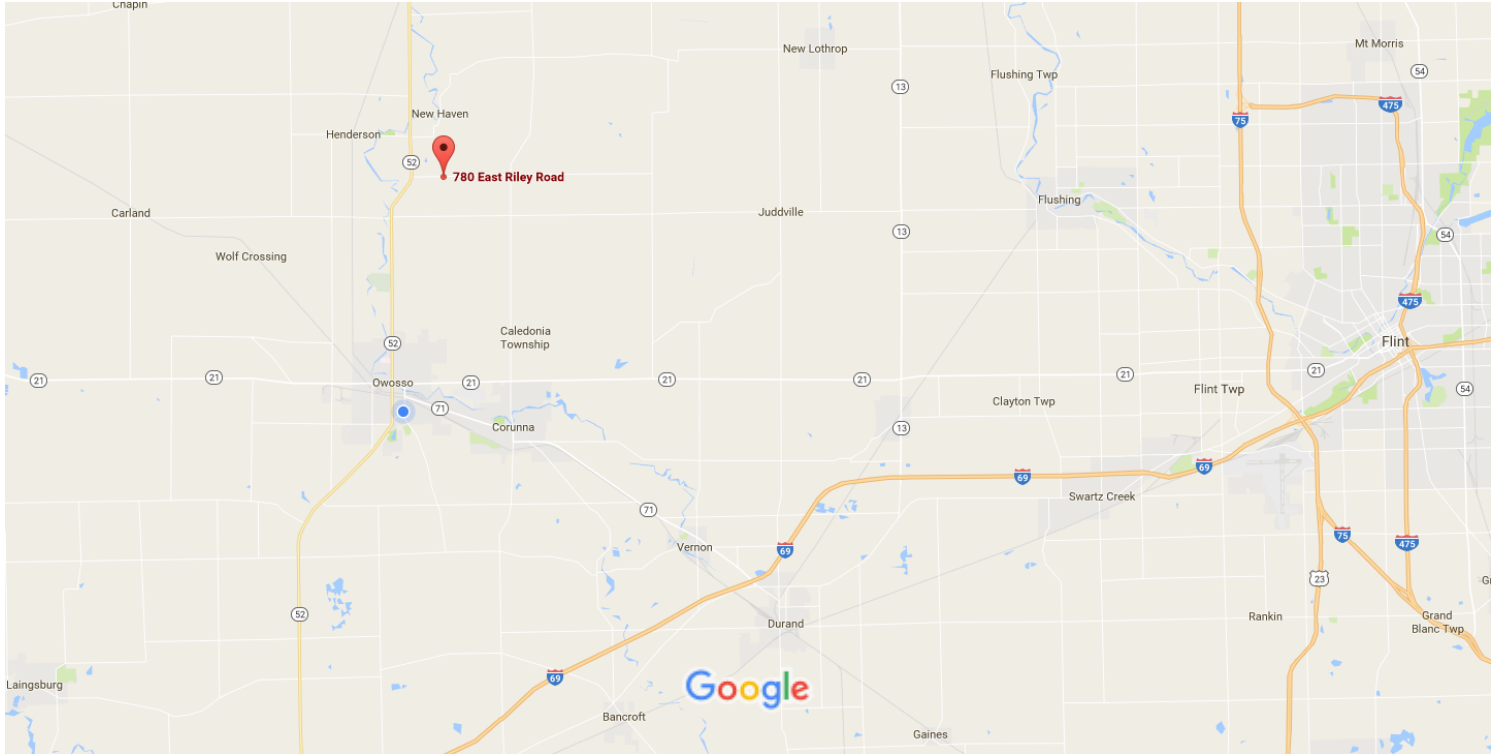 Chapin
New Lothrop
Mt Morris
54
Flushing Twp
13
475
75
New Haven
Henderson
52
780 East Riley Road
Flushing
Carland
Juddville
13
54
Wolf Crossing
475
Caledonia
Township
52
Flint
21
21
Owosso
21
21
21
21
21
Flint Twp
54
71
Clayton Twp
Corunna
13
69
69
Swartz Creek
71
Vernon
69
75
475
23
52
Durand
Rankin
Grand
Blanc Twp
69
Laingsburg
Google
Bancroft
Gaines